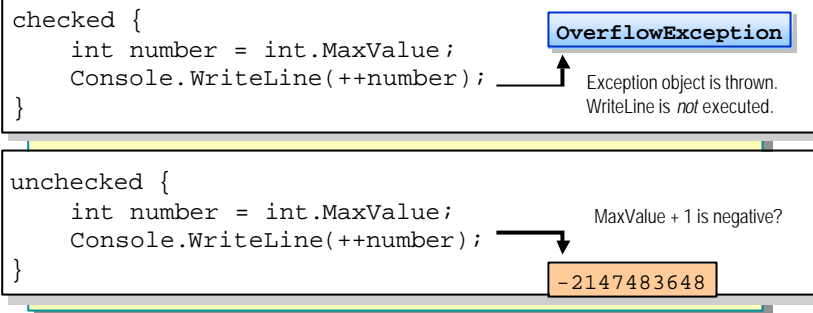 checked {
int number = int.MaxValue;
Console.WriteLine(++number);
}
OverflowException
Exception object is thrown.
WriteLine is not executed.
unchecked {
int number = int.MaxValue;
Console.WriteLine(++number);
}
MaxValue + 1 is negative?
-2147483648